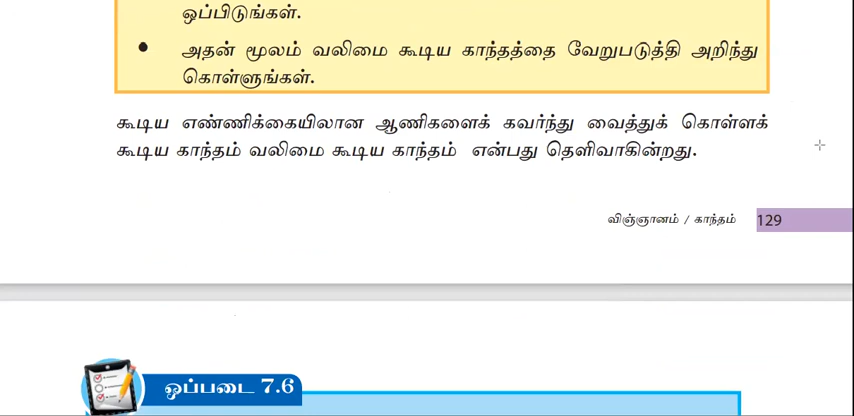 ஒப்பிடுங்கள்.
● அதன் மூலம் வலிமை கூடிய காந்தத்தை வேறுபடுத்தி அறிந்து
கொள்ளுங்கள்.
கூடிய எண்ணிக்கையிலான ஆணிகளைக் கவர்ந்து வைத்துக் கொள்ளக்
கூடிய காந்தம் வலிமை கூடிய காந்தம் என்பது தெளிவாகின்றது.
விஞ்ஞானம் / காந்தம் 129
ஒப்படை 7.6